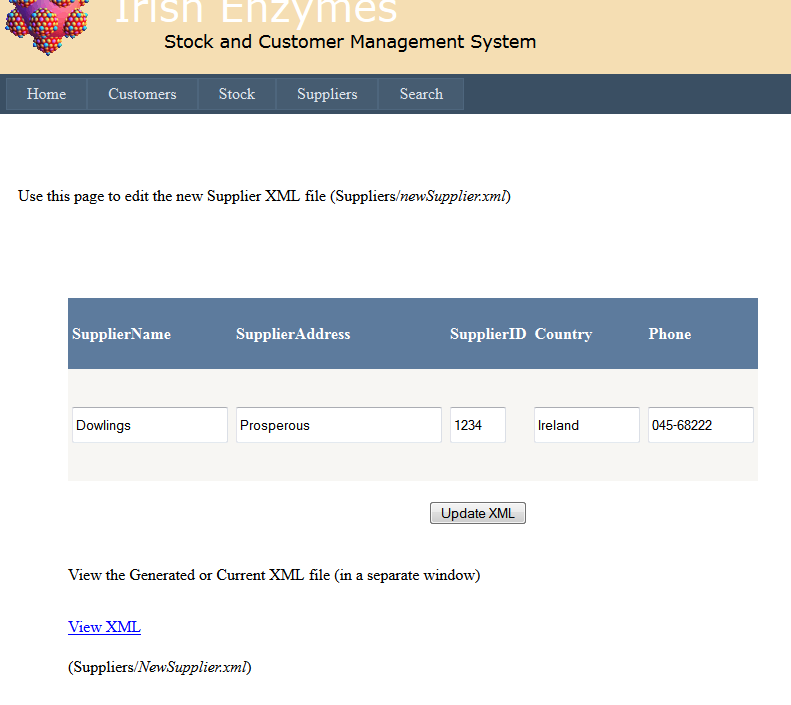 Irish Enzymes
Stock and Customer Management System
Home Customers Stock Suppliers Search
Use this page to edit the new Supplier XML file (Suppliers/newSupplier.xml)
SupplierName SupplierAddress SupplierID Country Phone
Dowlings Prosperous 1234 Ireland 045-68222
Update XML
View the Generated or Current XML file (in a separate window)
View XML
(Suppliers/NewSupplier.xml)